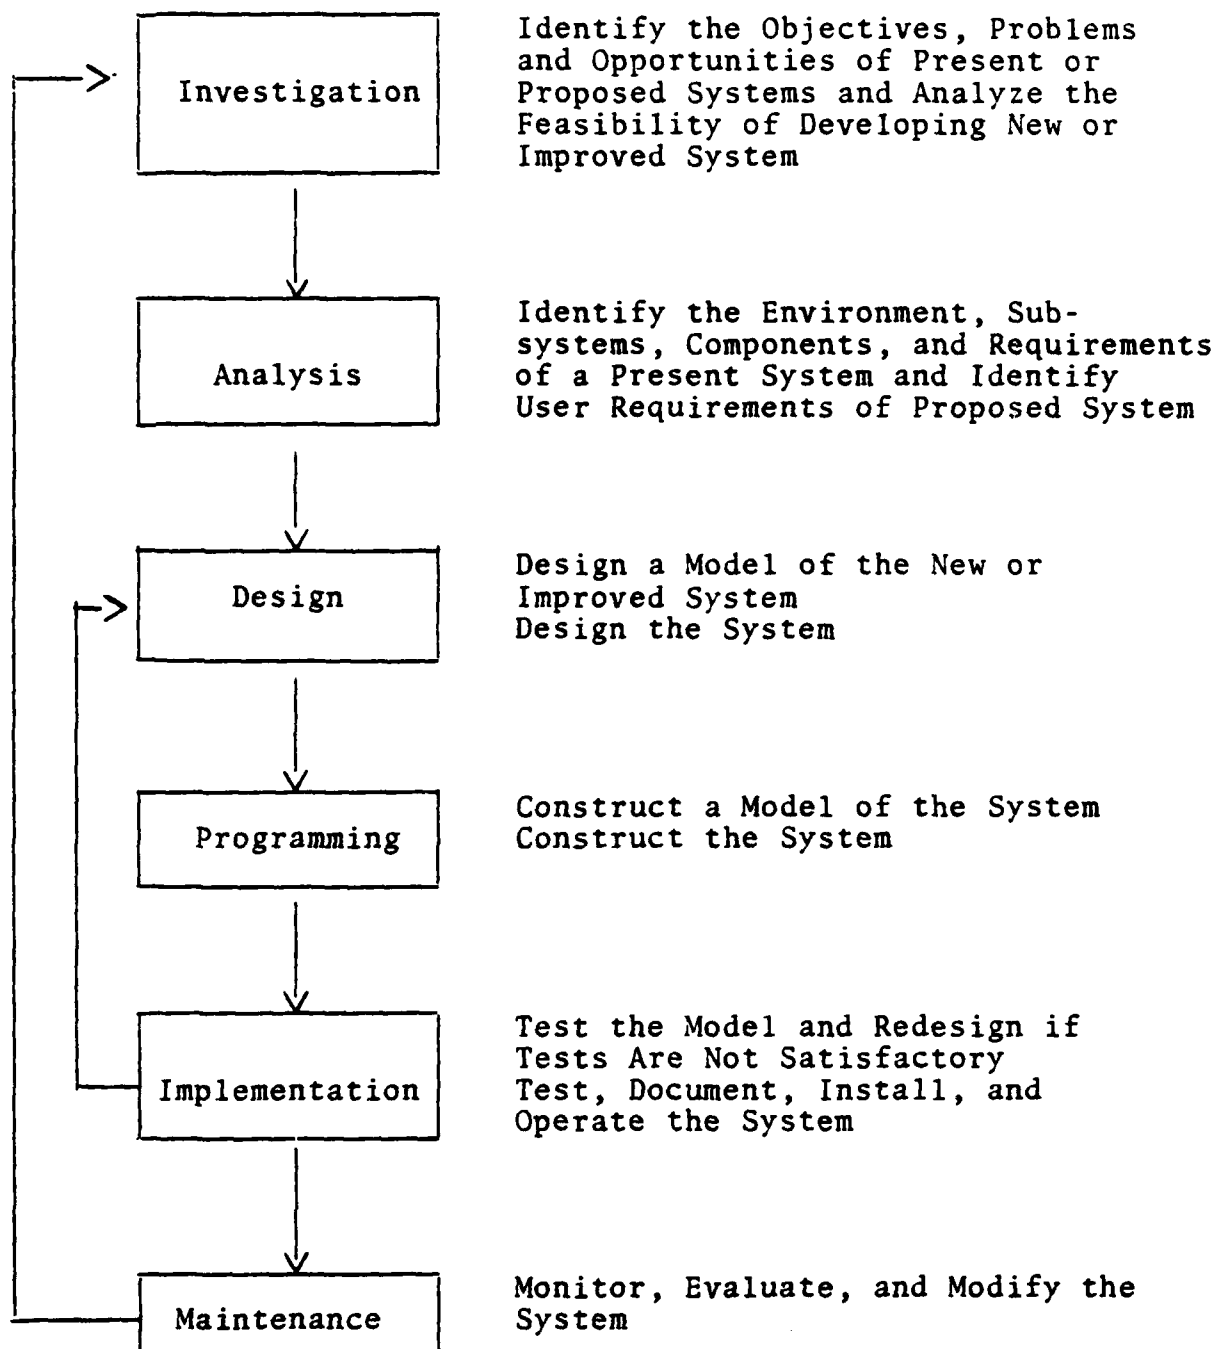 Investigation
Identify the Objectives, Problems
and Opportunities of Present or
Proposed Systems and Analyze the
Feasibility of Developing New or
Improved System
Analysis
Identify the Environment, Sub-
systems, Components, and Requirements
of a Present System and Identify
User Requirements of Proposed System
Design
Design a Model of the New or
Improved System
Design the System
Programming
Construct a Model of the System
Construct the System
Implementation
Test the Model and Redesign if
Tests Are Not Satisfactory
Test, Document, Install, and
Operate the System
Maintenance
Monitor, Evaluate, and Modify the
System